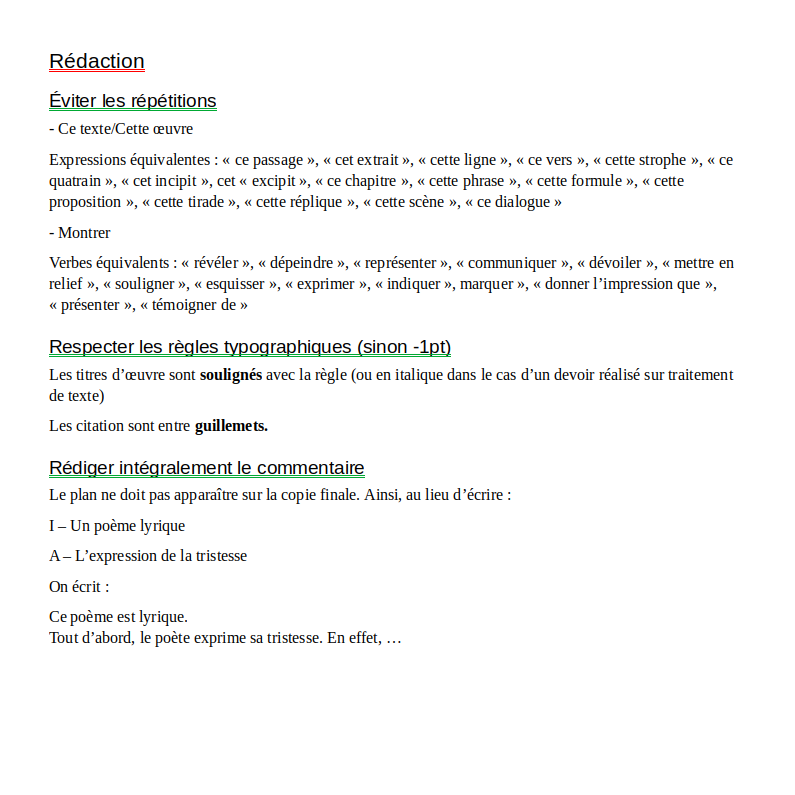 Rédaction
Éviter les répétitions
- Ce texte/Cette œuvre
Expressions équivalentes : « ce passage », « cet extrait », « cette ligne », « ce vers », « cette strophe », « ce
quatrain », « cet incipit », cet « excipit », « ce chapitre », « cette phrase », « cette formule », « cette
proposition », « cette tirade », « cette réplique », « cette scène », « ce dialogue »
- Montrer
Verbes équivalents : « révéler », « dépeindre », « représenter », « communiquer », « dévoiler », « mettre en
relief », « souligner », « esquisser », « exprimer », « indiquer », marquer », « donner l’impression que »,
« présenter », « témoigner de »
Respecter les règles typographiques (sinon -1pt)
Les titres d’œuvre sont soulignés avec la règle (ou en italique dans le cas d’un devoir réalisé sur traitement
de texte)
Les citation sont entre guillemets.
Rédiger intégralement le commentaire
Le plan ne doit pas apparaître sur la copie finale. Ainsi, au lieu d’écrire :
I – Un poème lyrique
A – L’expression de la tristesse
On écrit :
Ce poème est lyrique.
Tout d’abord, le poète exprime sa tristesse. En effet, …